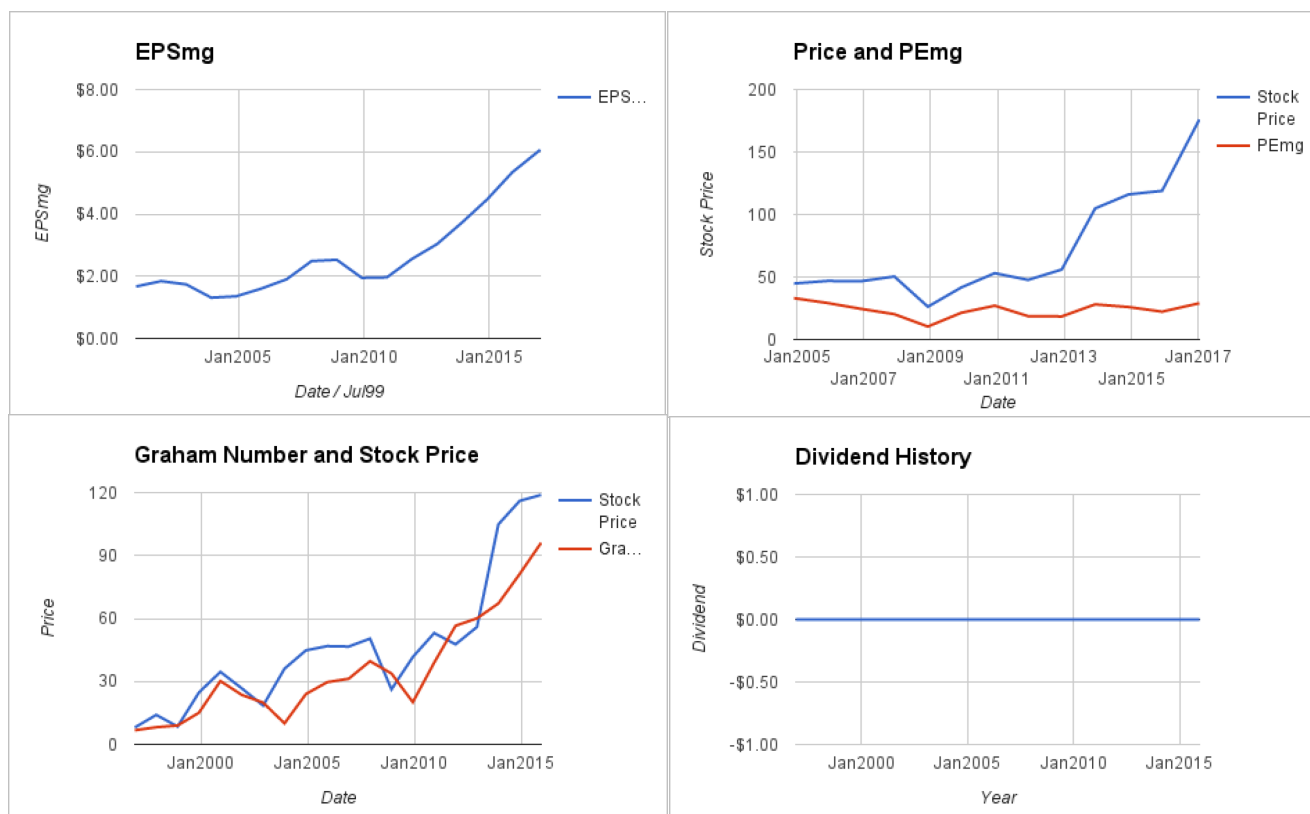 EPSmg
$8.00
$6.00
$4.00
$2.00
$0.00
EPSmg
EPS...
Jan2005 Jan2010 Jan2015
Date / Jul99
Price and PEmg
200
150
100
50
0
Stock Price
Stock
Price
PEmg
Jan2005 Jan2009 Jan2013 Jan2017
Jan2007 Jan2011 Jan2015
Date
Graham Number and Stock Price
120
90
60
30
0
Price
Stock
Price
Gra...
Jan2000 Jan2005 Jan2010 Jan2015
Date
Dividend History
$1.00
$0.50
$0.00
-$0.50
-$1.00
Dividend
Jan2000 Jan2005 Jan2010 Jan2015
Year